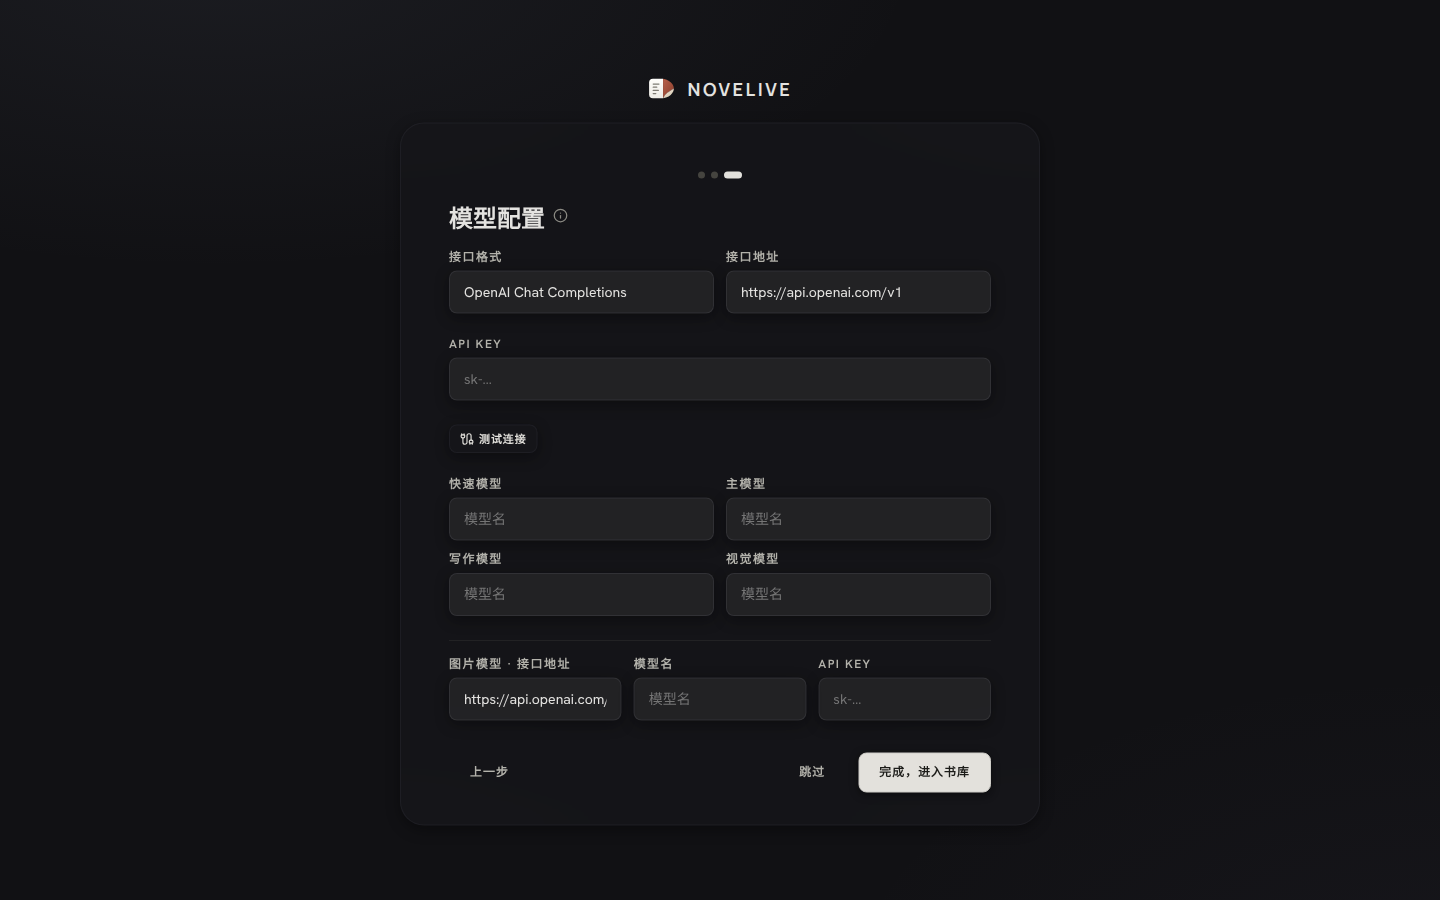 NOVELIVE
模型配置
接口格式 接口地址
OpenAI Chat Completions https://api.openai.com/v1
API KEY
sk-...
测试连接
快速模型 主模型
模型名 模型名
写作模型 视觉模型
模型名 模型名
图片模型 · 接口地址 模型名 API KEY
https://api.openai.com/ 模型名 sk-...
上一步 跳过 完成，进入书库